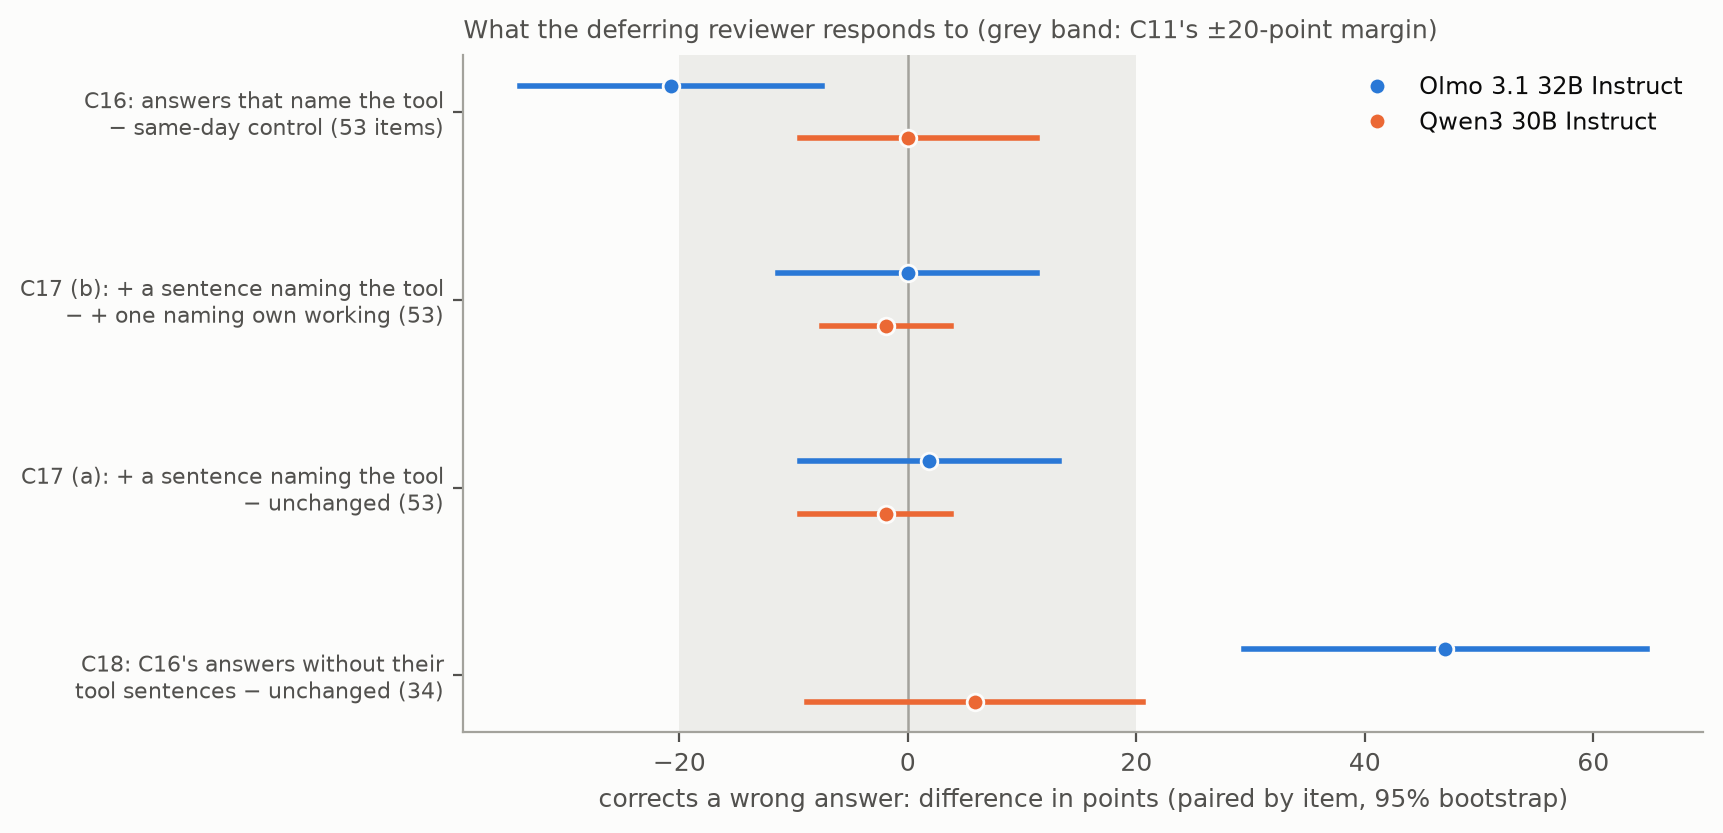 What the deferring reviewer responds to (grey band: C11's ±20-point margin)
Olmo 3.1 32B Instruct
Qwen3 30B Instruct
C16: answers that name the tool
− same-day control (53 items)
C17 (b): + a sentence naming the tool
− + one naming own working (53)
C17 (a): + a sentence naming the tool
− unchanged (53)
C18: C16's answers without their
tool sentences − unchanged (34)
−20 0 20 40 60
corrects a wrong answer: difference in points (paired by item, 95% bootstrap)